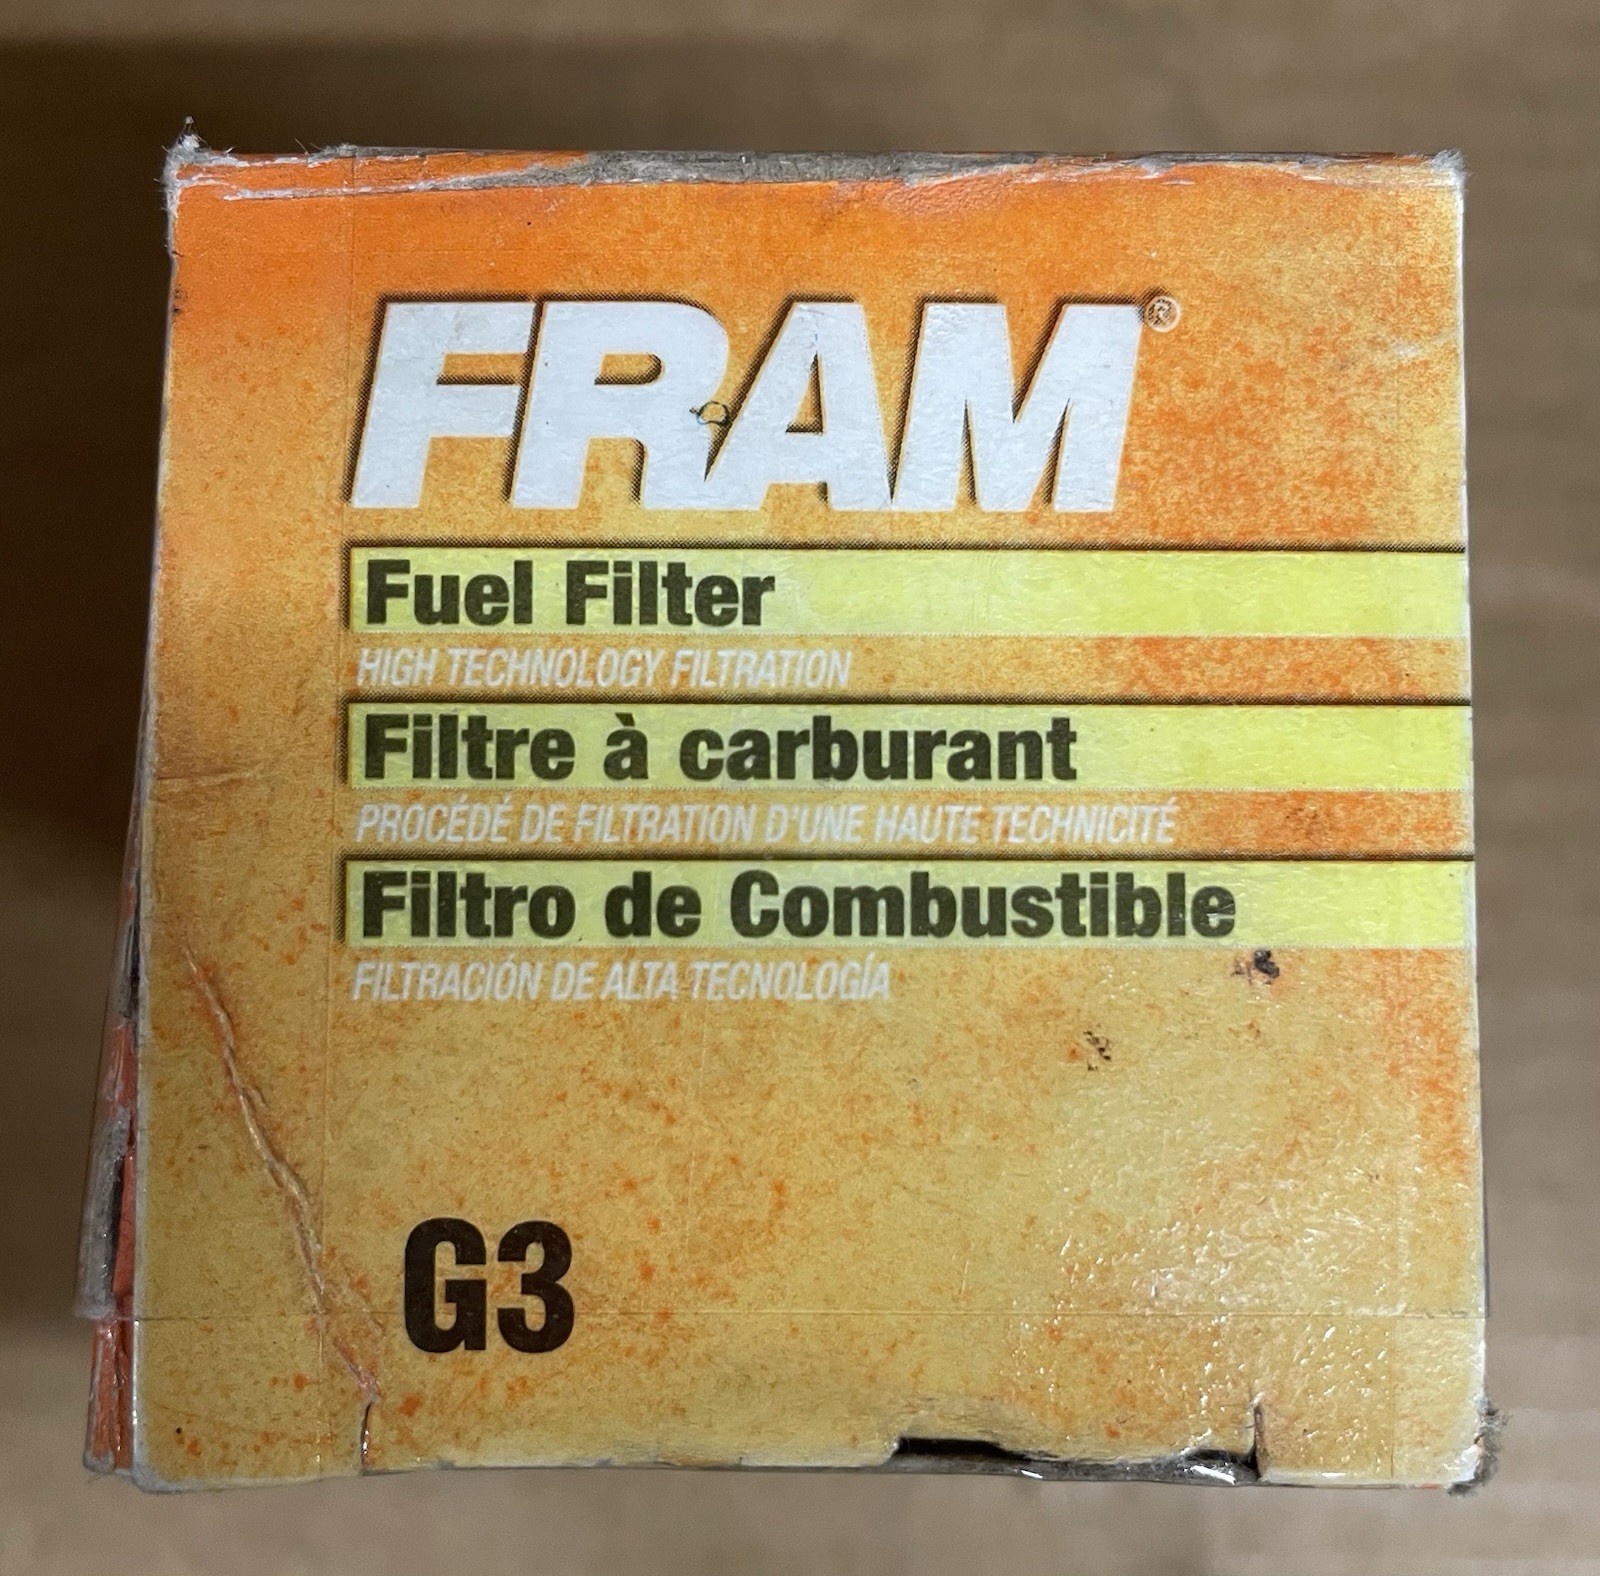 FRAM®
Fuel Filter
HIGH TECHNOLOGY FILTRATION
Filtre à carburant
PROCÉDÉ DE FILTRATION D'UNE HAUTE TECHNICITÉ
Filtro de Combustible
FILTRACIÓN DE ALTA TECNOLOGÍA
G3